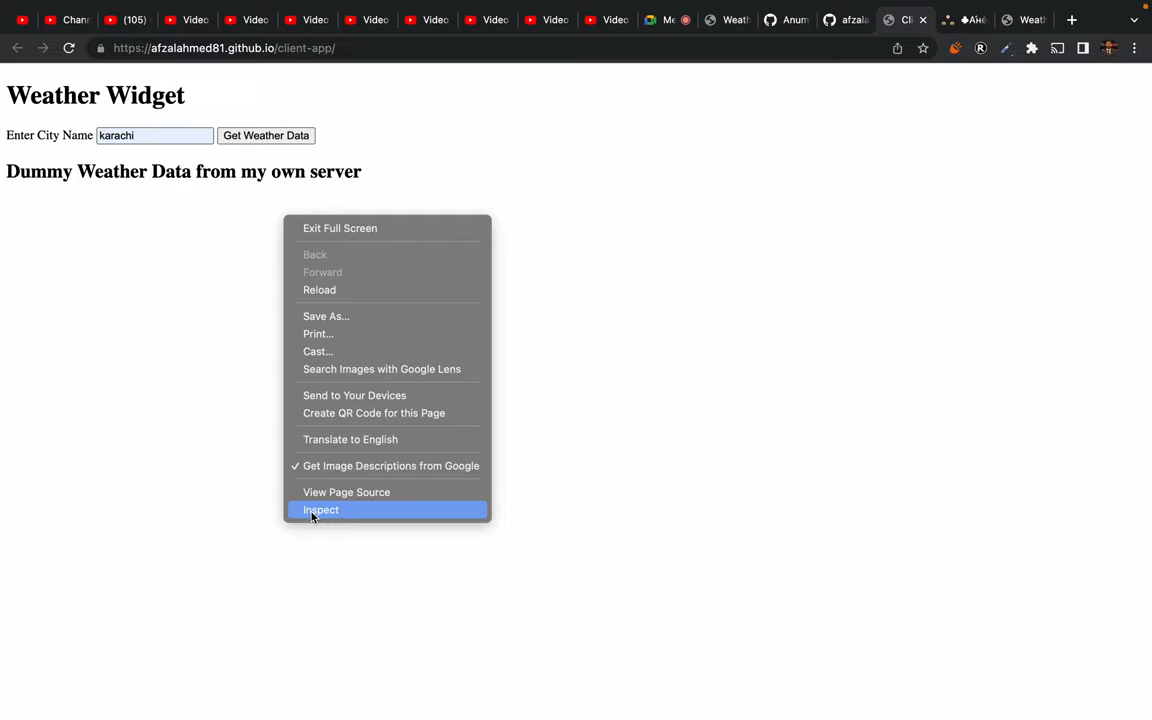 Chann
(105)
Video
Video
Video
Video
Video
Video
Video
Video
Me
Weath
Anum
afzala
Cli
Weath
https://afzalahmed81.github.io/client-app/
Weather Widget
Enter City Name karachi Get Weather Data
Dummy Weather Data from my own server
Exit Full Screen
Back
Forward
Reload
Save As...
Print...
Cast...
Search Images with Google Lens
Send to Your Devices
Create QR Code for this Page
Translate to English
✓ Get Image Descriptions from Google
View Page Source
Inspect